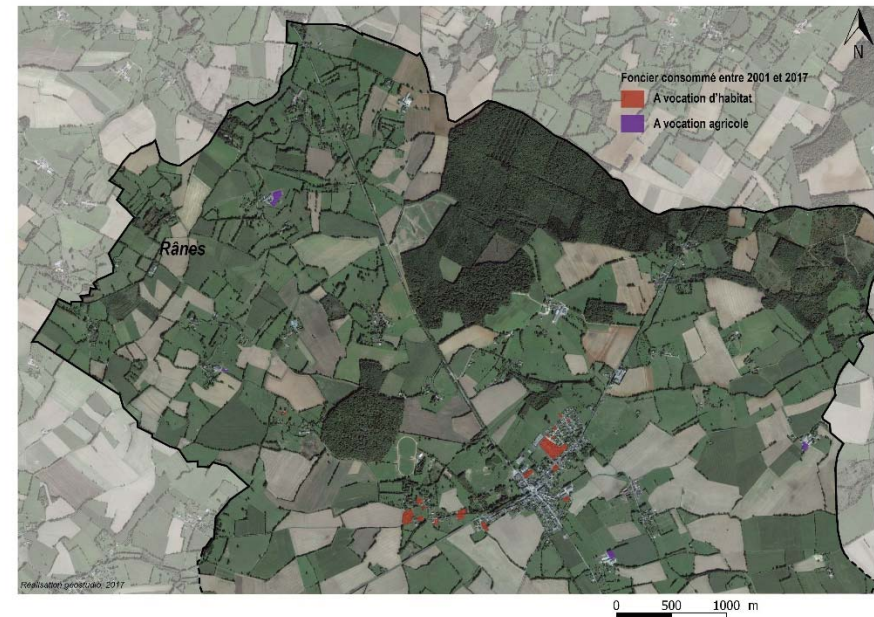 N
Foncier consommé entre 2001 et 2017
A vocation d'habitat
A vocation agricole
Rânes
Réalisation geostudio, 2017
0 500 1000 m